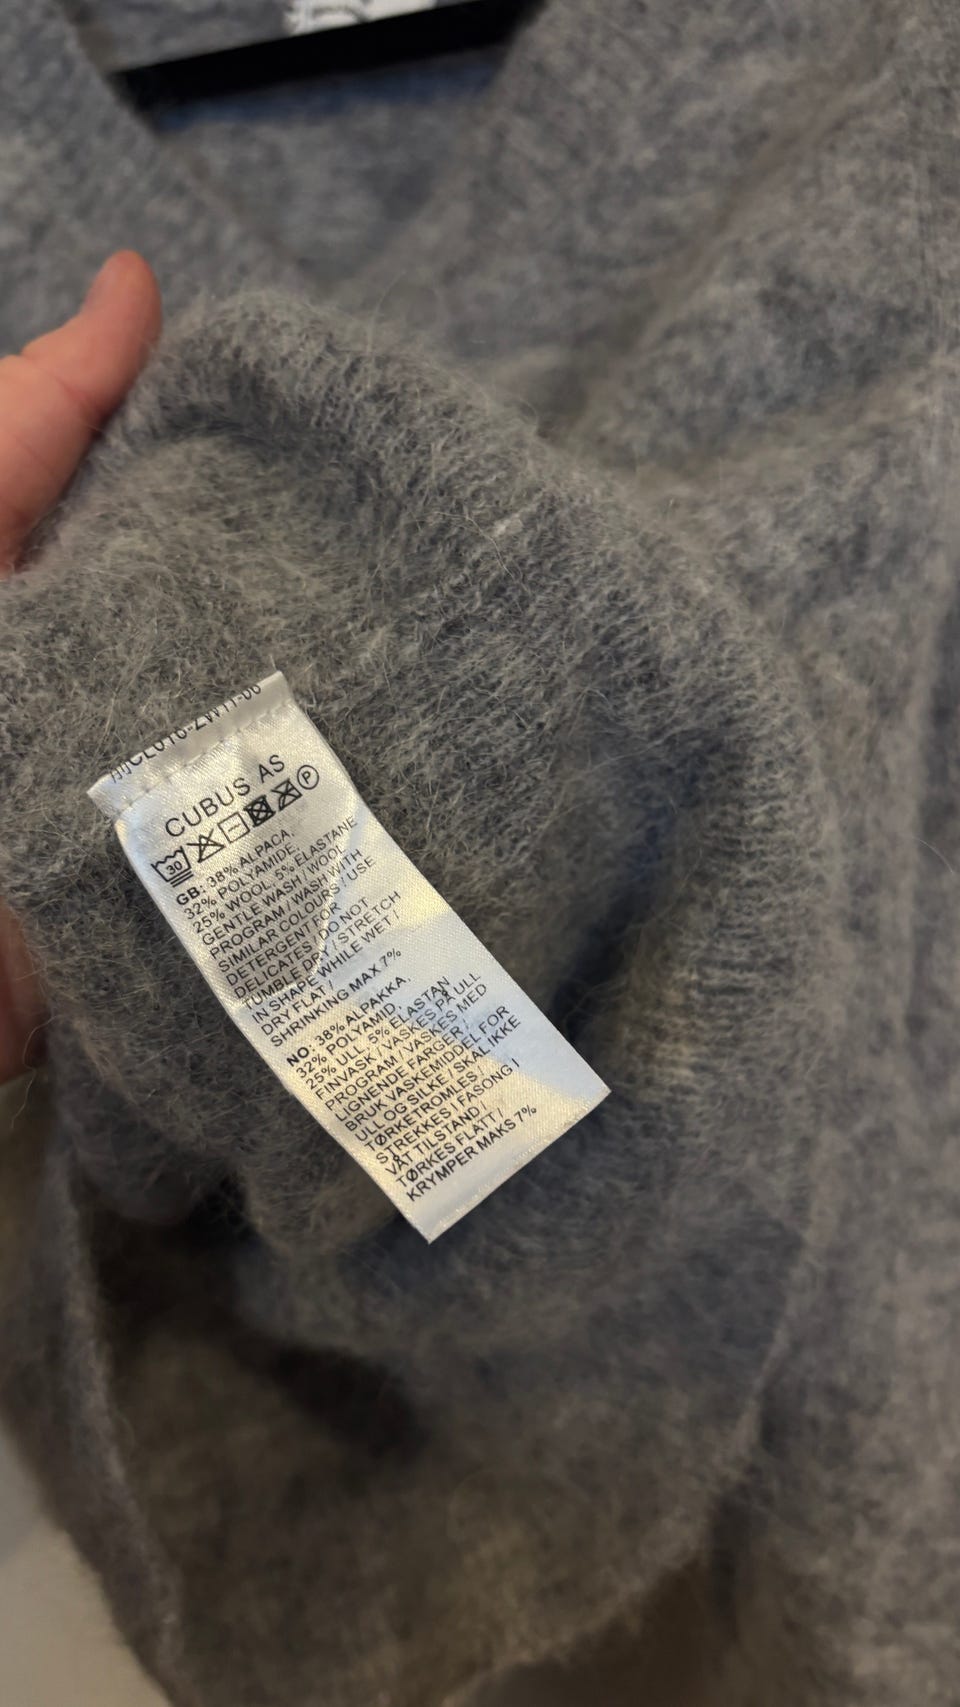 CUBUS AS
30 P
GB: 38% ALPACA,
32% POLYAMIDE,
25% WOOL, 5% ELASTANE
GENTLE WASH / WOOL
PROGRAM / WASH WITH
SIMILAR COLOURS / USE
DETERGENT FOR
DELICATES / DO NOT
TUMBLE DRY / STRETCH
IN SHAPE WHILE WET /
DRY FLAT /
SHRINKING MAX 7%
NO: 38% ALPAKKA,
32% POLYAMID,
25% ULL, 5% ELASTAN
FINVASK / VASKES PÅ ULL
PROGRAM / VASKES MED
LIGNENDE FARGER /
BRUK VASKEMIDDEL FOR
ULL OG SILKE / SKAL IKKE
TØRKETROMLES /
STREKKES I FASONG I
VÅT TILSTAND /
TØRKES FLATT /
KRYMPER MAKS 7%